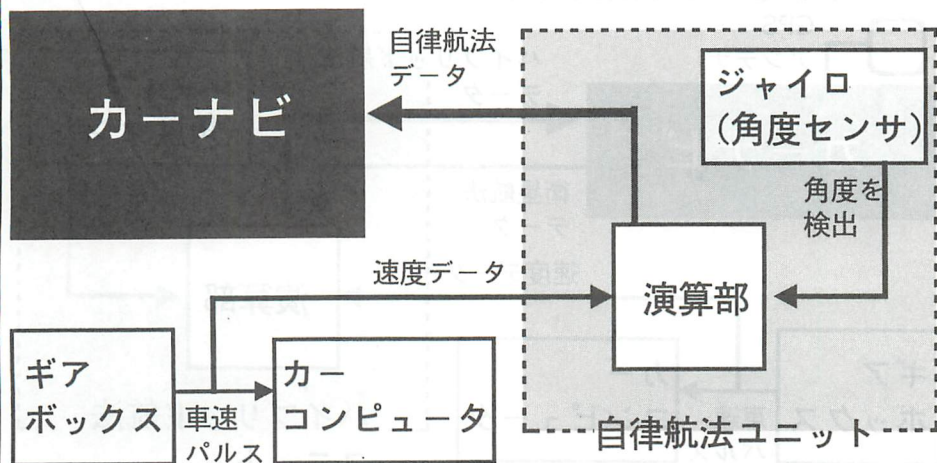 カーナビ
自律航法
データ
ジャイロ
(角度センサ)
角度を
検出
速度データ
演算部
ギア
ボックス
車速
パルス
カー
コンピュータ
自律航法ユニット